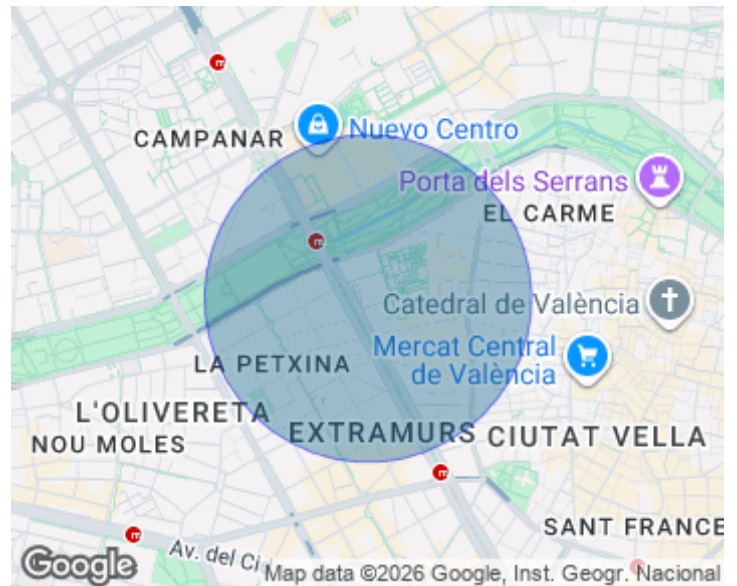 CAMPANAR
Nuevo Centro
Porta dels Serrans
EL CARME
Catedral de València
Mercat Central
de València
LA PETXINA
L'OLIVERETA
NOU MOLES
EXTRAMURS
CIUTAT VELLA
SANT FRANCE
Av. del Ci
Google
Map data ©2026 Google, Inst. Geogr. Nacional